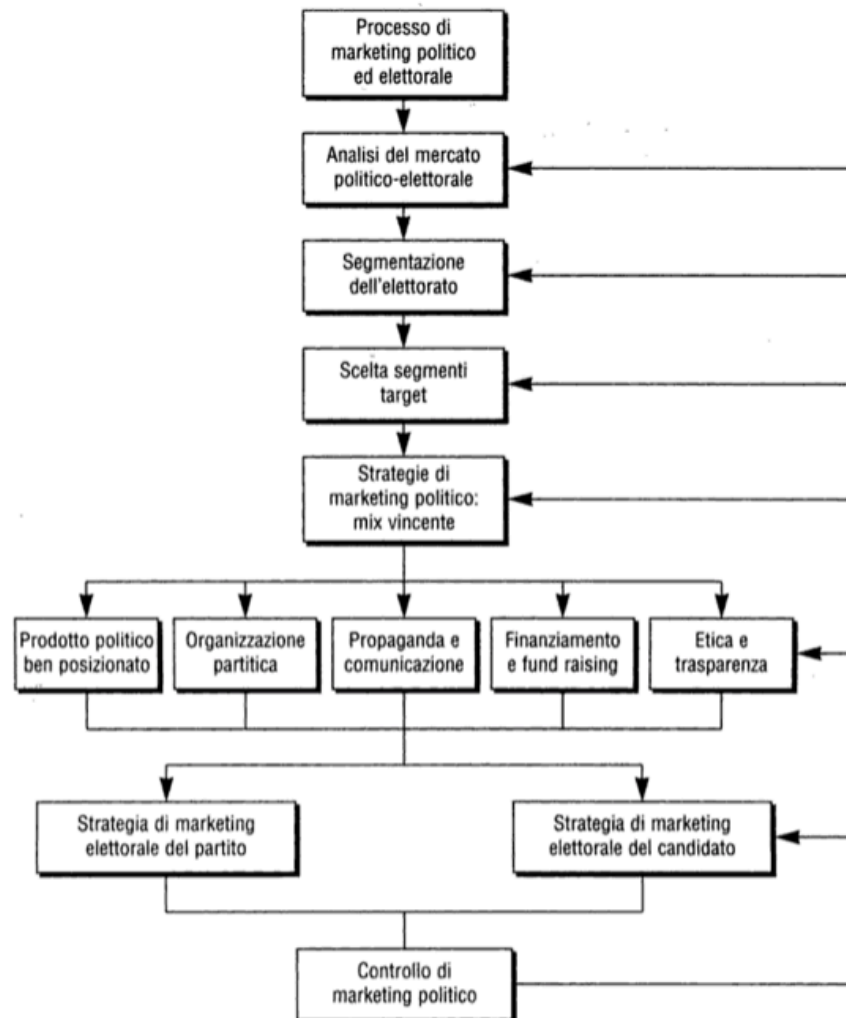 Processo di
marketing politico
ed elettorale
Analisi del mercato
politico-elettorale
Segmentazione
dell'elettorato
Scelta segmenti
target
Strategie di
marketing politico:
mix vincente
Prodotto politico
ben posizionato
Organizzazione
partitica
Propaganda e
comunicazione
Finanziamento
e fund raising
Etica e
trasparenza
Strategia di marketing
elettorale del partito
Strategia di marketing
elettorale del candidato
Controllo di
marketing politico